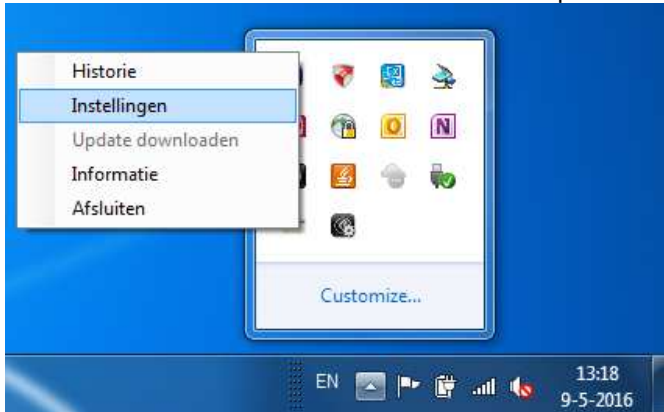 Historie
Instellingen
Update downloaden
Informatie
Afsluiten
Customize...
EN
13:18
9-5-2016